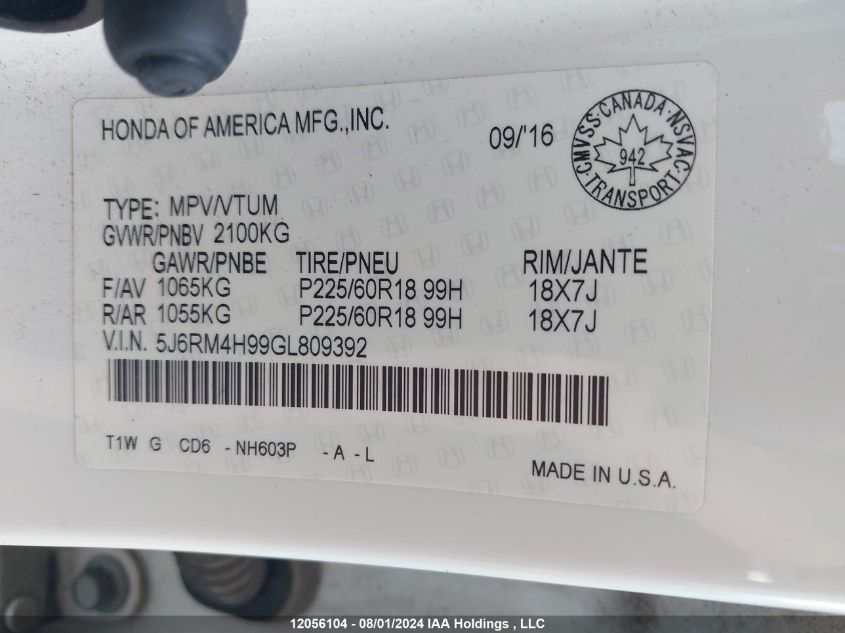 HONDA OF AMERICA MFG.,INC.
09/'16
CMVSS·CANADA·NSVAC
942
·TRANSPORT·
TYPE: MPV/VTUM
GVWR/PNBV 2100KG
GAWR/PNBE TIRE/PNEU RIM/JANTE
F/AV 1065KG P225/60R18 99H 18X7J
R/AR 1055KG P225/60R18 99H 18X7J
V.I.N. 5J6RM4H99GL809392
T1W G CD6 -NH603P -A -L
MADE IN U.S.A.
12056104 - 08/01/2024 IAA Holdings , LLC